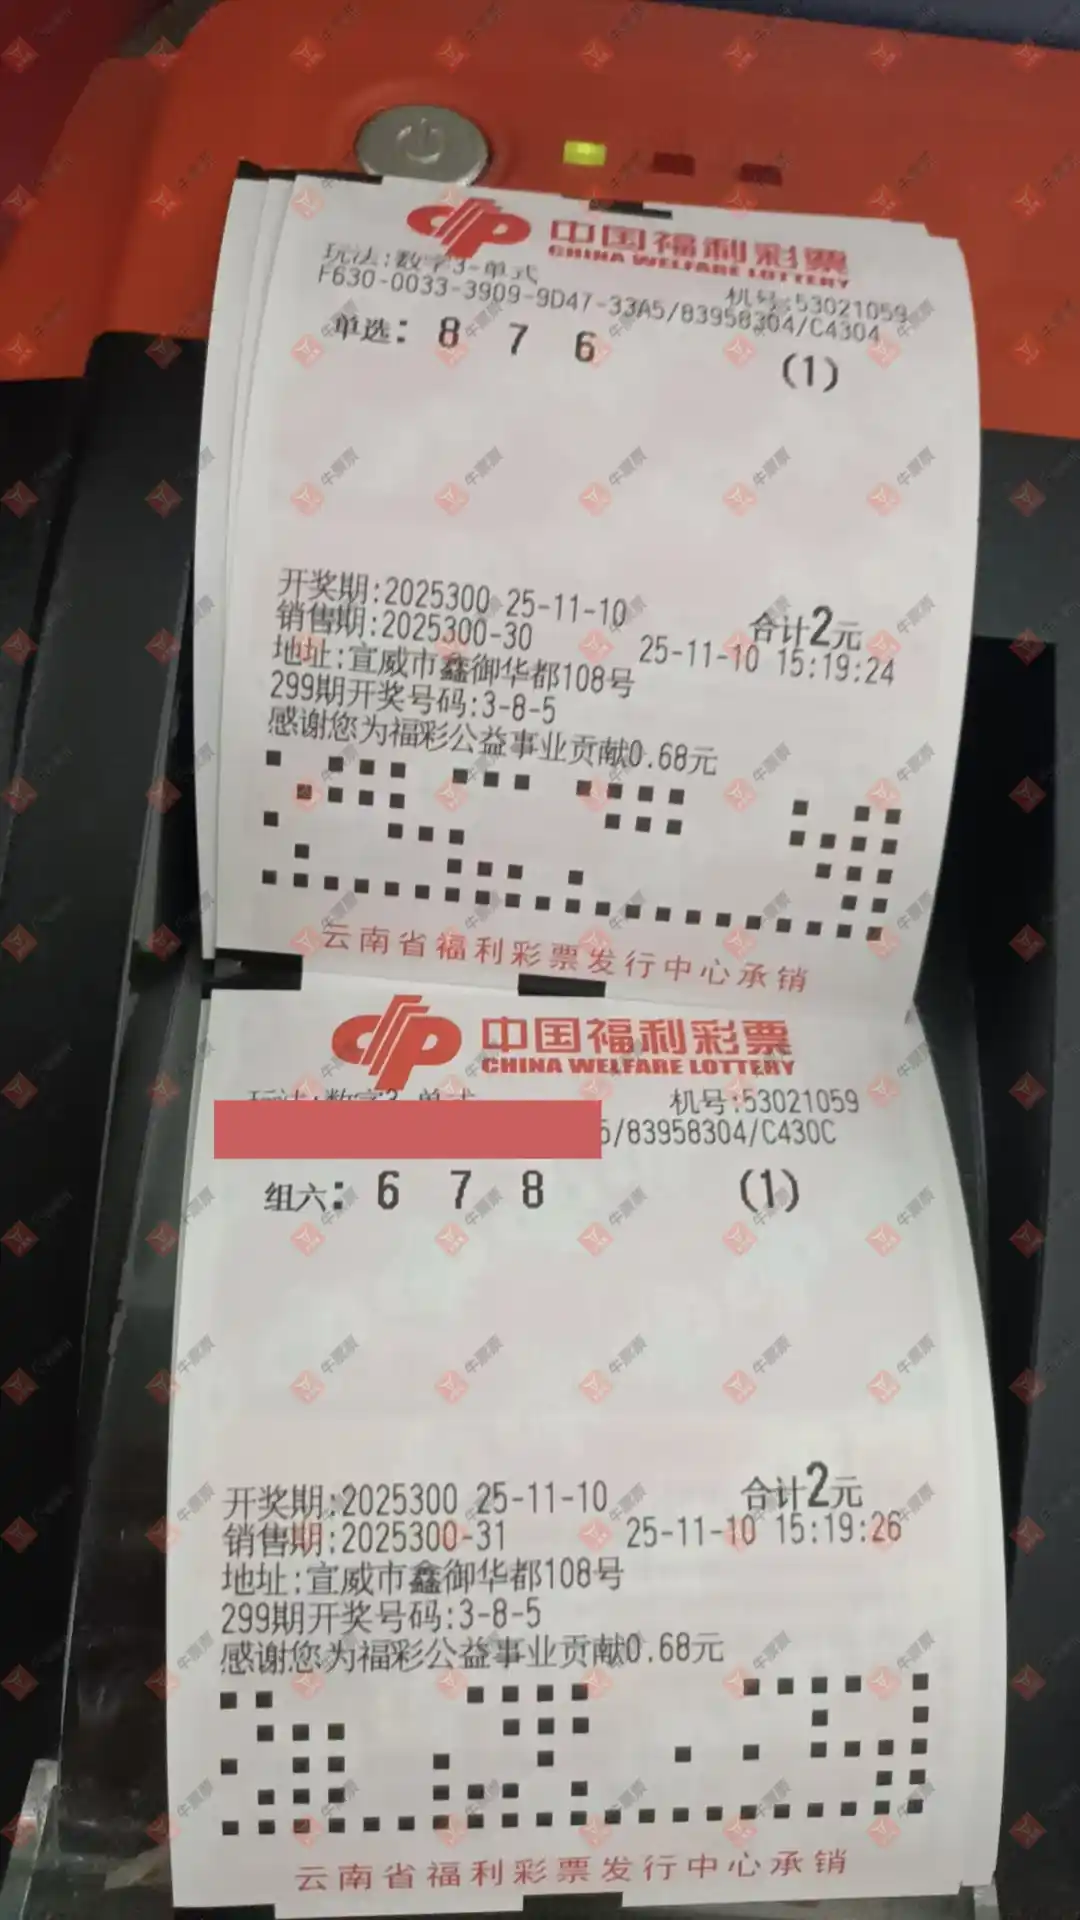 中国福利彩票
CHINA WELFARE LOTTERY
玩法:数字3-单式
机号:53021059
F630-0033-3909-9D47-33A5/83958304/C4304
单选: 8 7 6 (1)
开奖期:2025300 25-11-10 合计2元
销售期:2025300-30 25-11-10 15:19:24
地址:宣威市鑫御华都108号
299期开奖号码:3-8-5
感谢您为福彩公益事业贡献0.68元
云南省福利彩票发行中心承销
中国福利彩票
CHINA WELFARE LOTTERY
玩法:数字3-单式 机号:53021059
5/83958304/C430C
组六: 6 7 8 (1)
开奖期:2025300 25-11-10 合计2元
销售期:2025300-31 25-11-10 15:19:26
地址:宣威市鑫御华都108号
299期开奖号码:3-8-5
感谢您为福彩公益事业贡献0.68元
云南省福利彩票发行中心承销
牛票票